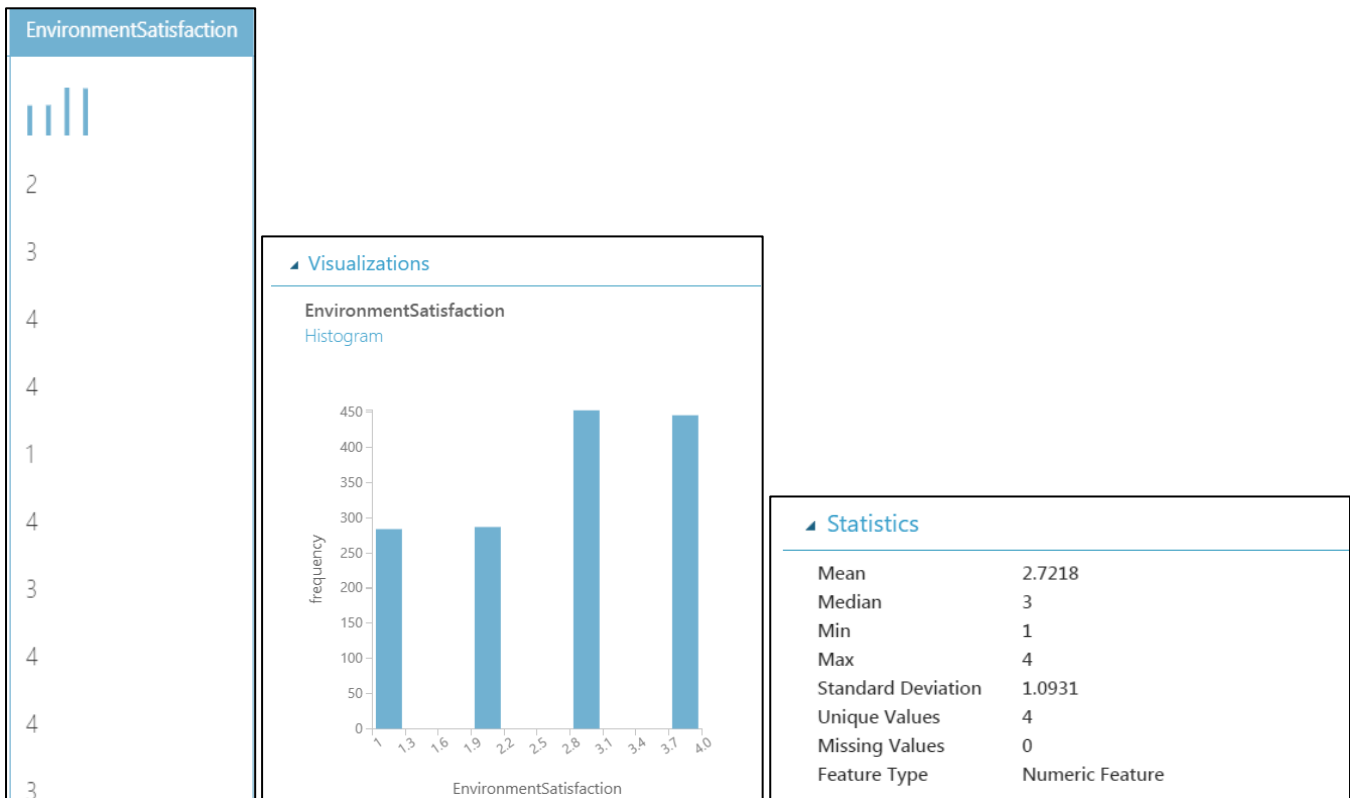 EnvironmentSatisfaction
2
3
4
4
1
4
3
4
4
3
Visualizations
EnvironmentSatisfaction
Histogram
450
400
350
300
250
200
150
100
50
0
frequency
1 1.3 1.6 1.9 2.2 2.5 2.8 3.1 3.4 3.7 4.0
EnvironmentSatisfaction
Statistics
Mean 2.7218
Median 3
Min 1
Max 4
Standard Deviation 1.0931
Unique Values 4
Missing Values 0
Feature Type Numeric Feature